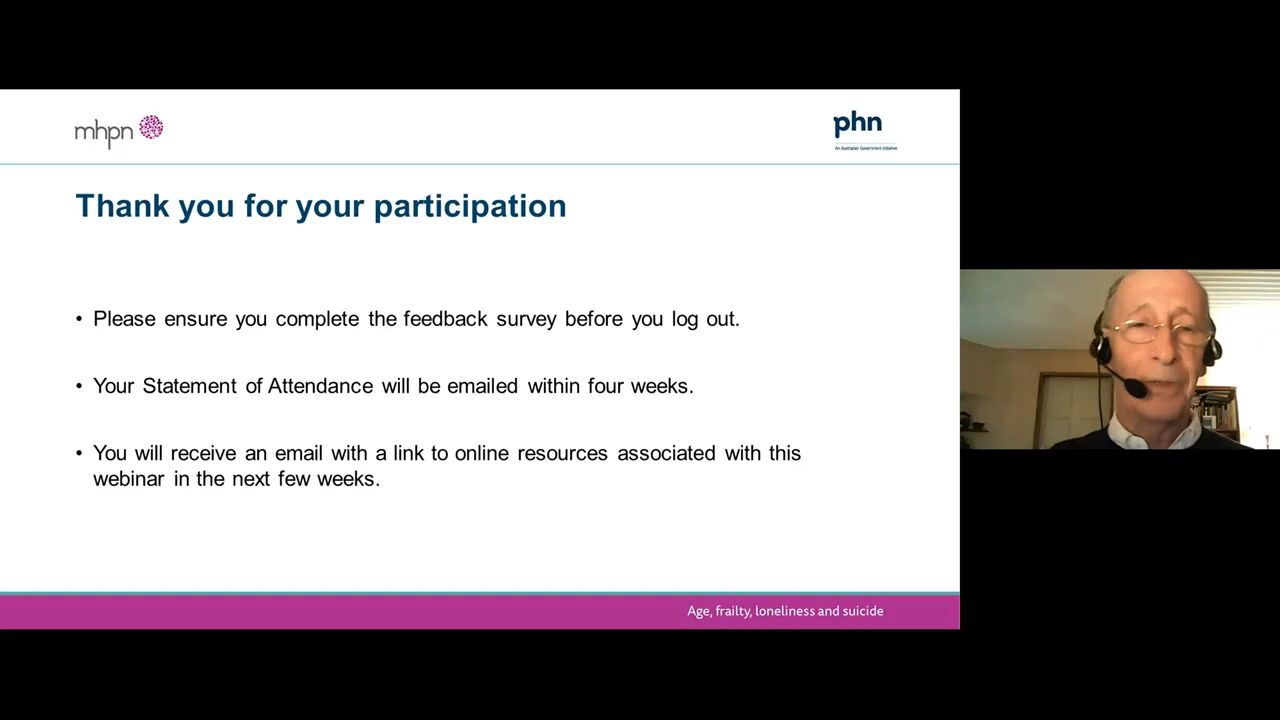 mhpn
phn
An Australian Government Initiative
Thank you for your participation
• Please ensure you complete the feedback survey before you log out.
• Your Statement of Attendance will be emailed within four weeks.
• You will receive an email with a link to online resources associated with this
webinar in the next few weeks.
Age, frailty, loneliness and suicide